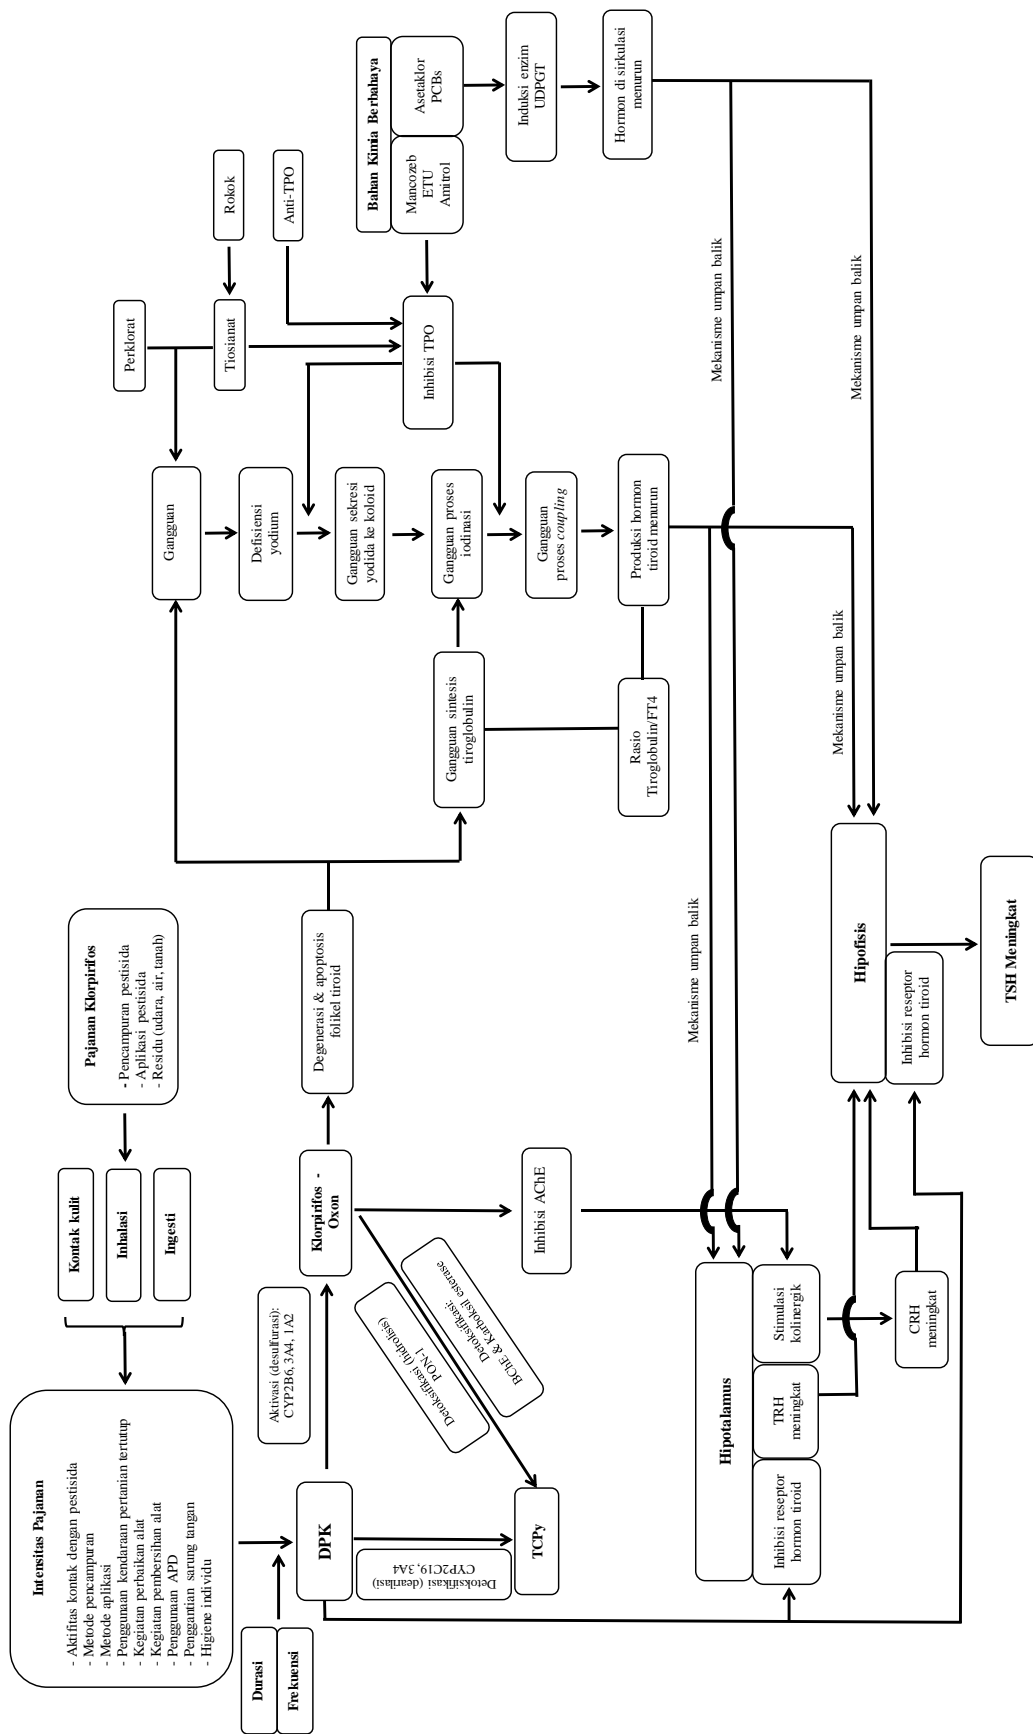 Intensitas Pajanan
- Aktifitas kontak dengan pestisida
- Metode pencampuran
- Metode aplikasi
- Penggunaan kendaraan pertanian tertutup
- Kegiatan perbaikan alat
- Kegiatan pembersihan alat
- Penggunaan APD
- Penggantian sarung tangan
- Higiene individu
Kontak kulit
Inhalasi
Ingesti
Pajanan Klorpirifos
- Pencampuran pestisida
- Aplikasi pestisida
- Residu (udara, air, tanah)
Durasi
Frekuensi
DPK
Aktivasi (desulfurasi):
CYP2B6, 3A4, 1A2
Klorpirifos -
Oxon
Degenerasi & apoptosis
folikel tiroid
Detoksifikasi (dearilasi)
CYP2C19,3A4
Detoksifikasi (hidrolisis)
PON-1
Detoksifikasi:
BChE & Karboksil esterase
TCPy
Inhibisi AChE
Perklorat
Rokok
Tiosianat
Anti-TPO
Bahan Kimia Berbahaya
Mancozeb
ETU
Amitrol
Asetaklor
PCBs
Induksi enzim
UDPGT
Hormon di sirkulasi
menurun
Inhibisi TPO
Gangguan
Defisiensi
yodium
Gangguan sekresi
yodida ke koloid
Gangguan proses
iodinasi
Gangguan
proses coupling
Produksi hormon
tiroid menurun
Gangguan sintesis
tiroglobulin
Rasio
Tiroglobulin/FT4
Mekanisme umpan balik
Mekanisme umpan balik
Mekanisme umpan balik
Mekanisme umpan balik
Hipotalamus
Inhibisi reseptor
hormon tiroid
TRH
meningkat
Stimulasi
kolinergik
CRH
meningkat
Hipofisis
Inhibisi reseptor
hormon tiroid
TSH Meningkat